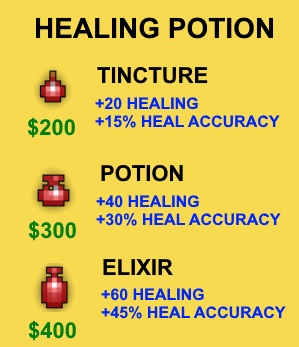 HEALING POTION
TINCTURE
+20 HEALING
+15% HEAL ACCURACY
$200
POTION
+40 HEALING
+30% HEAL ACCURACY
$300
ELIXIR
+60 HEALING
+45% HEAL ACCURACY
$400